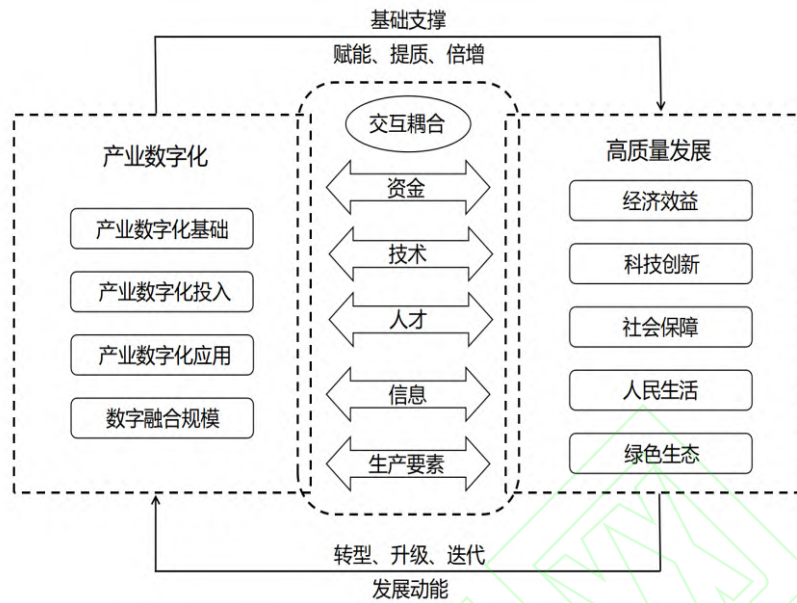 基础支撑
赋能、提质、倍增
交互耦合
产业数字化
产业数字化基础
产业数字化投入
产业数字化应用
数字融合规模
资金
技术
人才
信息
生产要素
高质量发展
经济效益
科技创新
社会保障
人民生活
绿色生态
转型、升级、迭代
发展动能